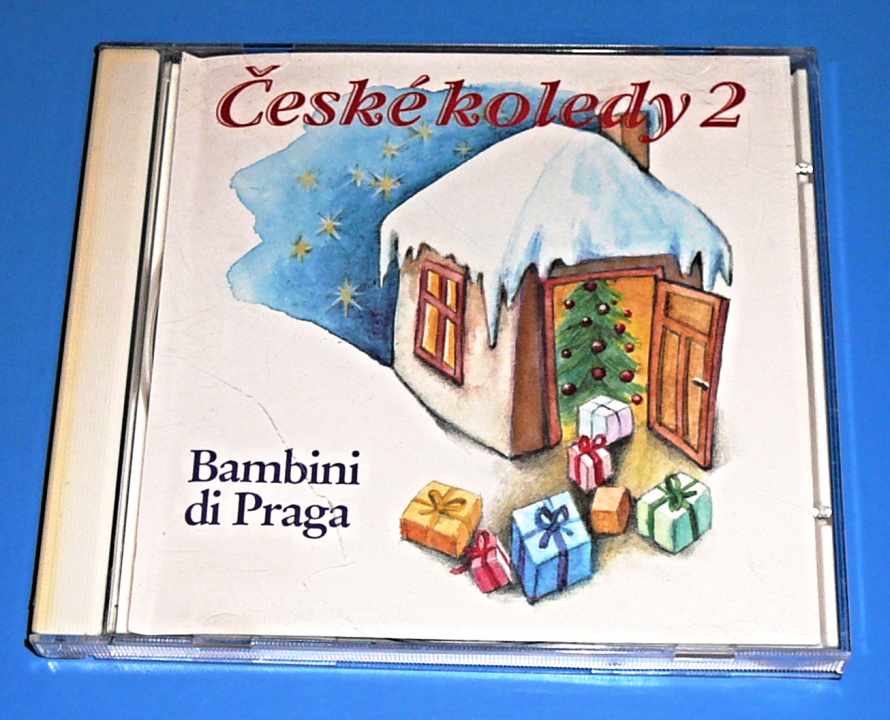 České koledy 2
Bambini
di Praga